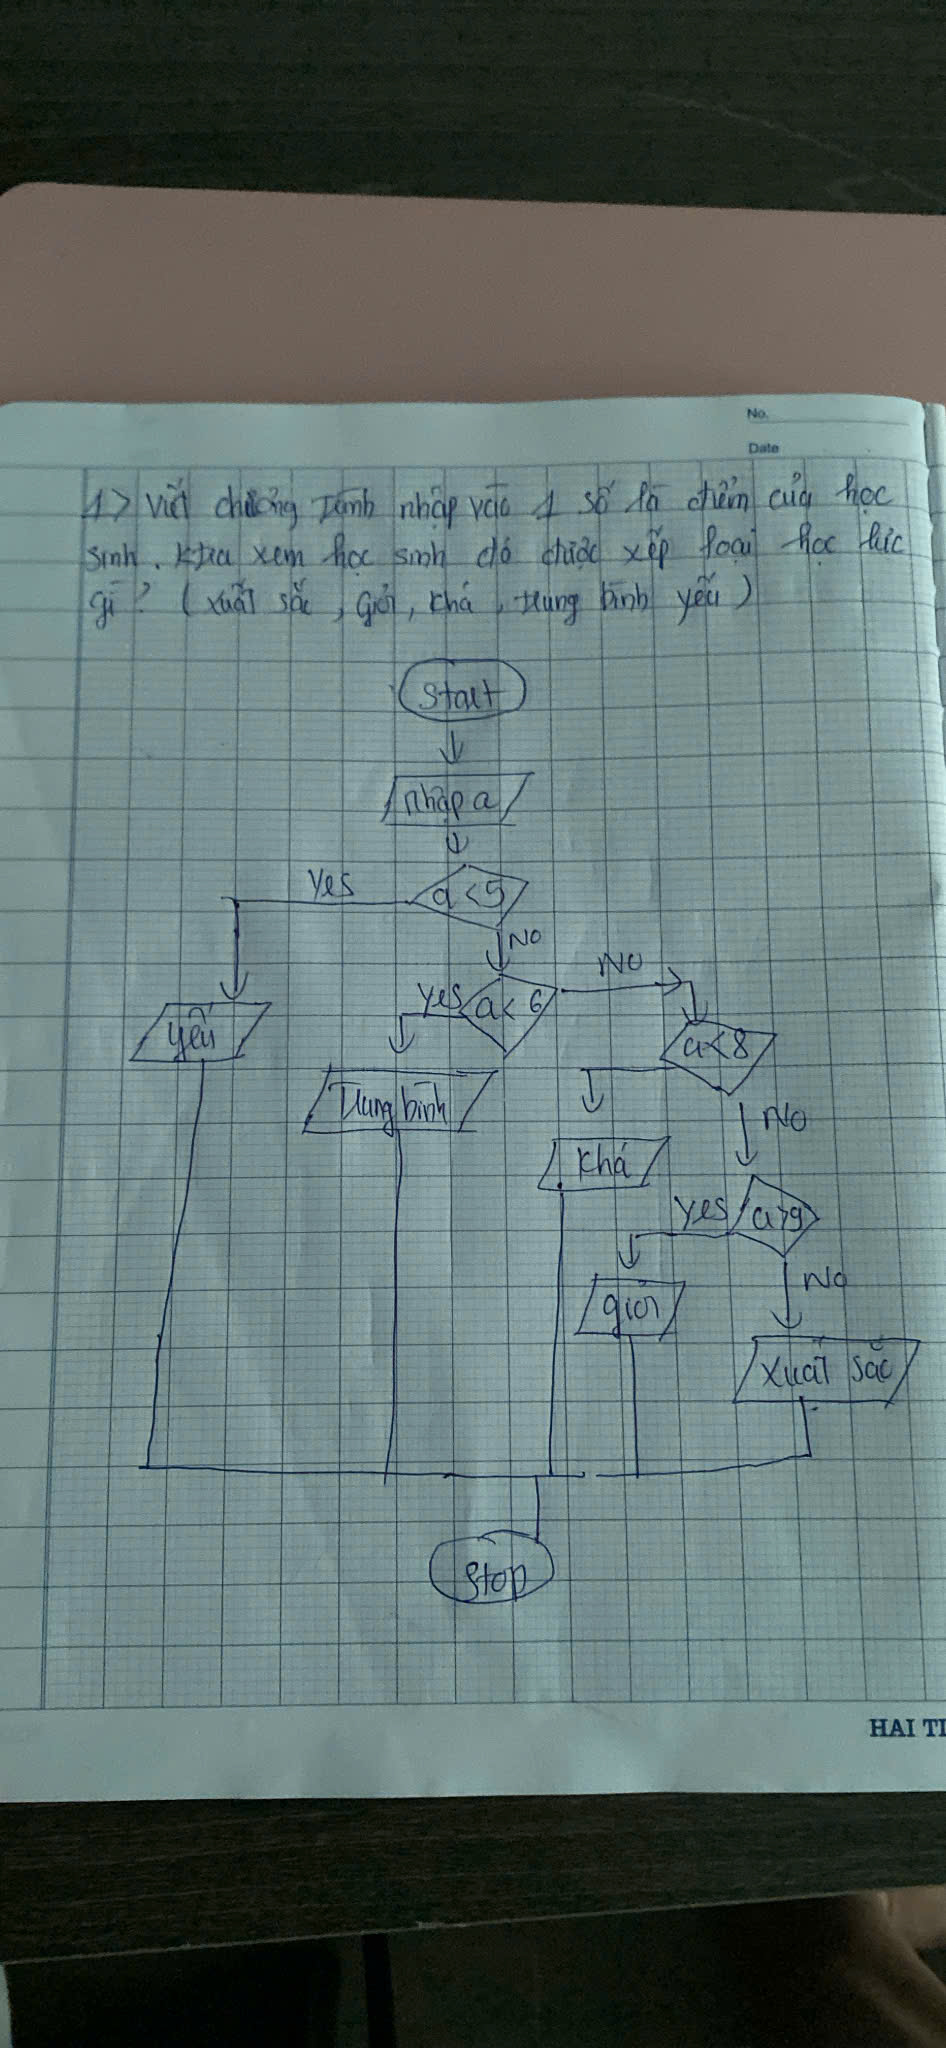 No.
Date
1> Viết chương trình nhập vào 1 số là điểm của học
sinh. Ktra xem học sinh đó được xếp loại học lực
gì? (xuất sắc, giỏi, khá, trung bình yếu)
Start
nhập a
a<5
Yes
NO
a<6
Yes
NO
a<8
yếu
Trung bình
NO
Khá
yes
a>9
NO
giỏi
Xuất sắc
Stop
HAI TI